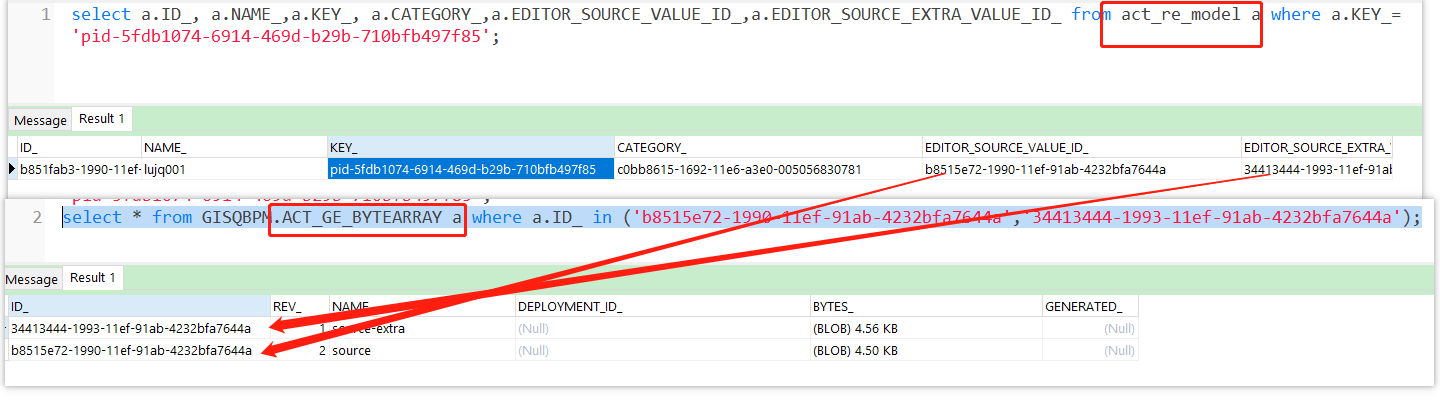 1 select a.ID_, a.NAME_,a.KEY_, a.CATEGORY_,a.EDITOR_SOURCE_VALUE_ID_,a.EDITOR_SOURCE_EXTRA_VALUE_ID_ from act_re_model a where a.KEY_=
'pid-5fdb1074-6914-469d-b29b-710bfb497f85';
Message Result 1
ID_ NAME_ KEY_ CATEGORY_ EDITOR_SOURCE_VALUE_ID_ EDITOR_SOURCE_EXTRA_
b851fab3-1990-11ef- lujq001 pid-5fdb1074-6914-469d-b29b-710bfb497f85 c0bb8615-1692-11e6-a3e0-005056830781 b8515e72-1990-11ef-91ab-4232bfa7644a 34413444-1993-11ef-91ab
2 select * from GISQBPM.ACT_GE_BYTEARRAY a where a.ID_ in ('b8515e72-1990-11ef-91ab-4232bfa7644a','34413444-1993-11ef-91ab-4232bfa7644a');
Message Result 1
ID_ REV_ NAME_ DEPLOYMENT_ID_ BYTES_ GENERATED_
34413444-1993-11ef-91ab-4232bfa7644a 1 source-extra (Null) (BLOB) 4.56 KB (Null)
b8515e72-1990-11ef-91ab-4232bfa7644a 2 source (Null) (BLOB) 4.50 KB (Null)